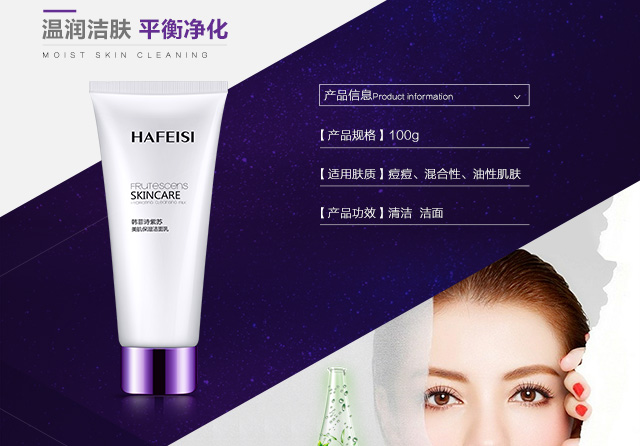 温润洁肤 平衡净化
MOIST SKIN CLEANING
HAFEISI
FRUTESCENS
SKINCARE
韩菲诗紫苏
美肌保湿洁面乳
产品信息Product information
【产品规格】100g
【适用肤质】痘痘、混合性、油性肌肤
【产品功效】清洁 洁面